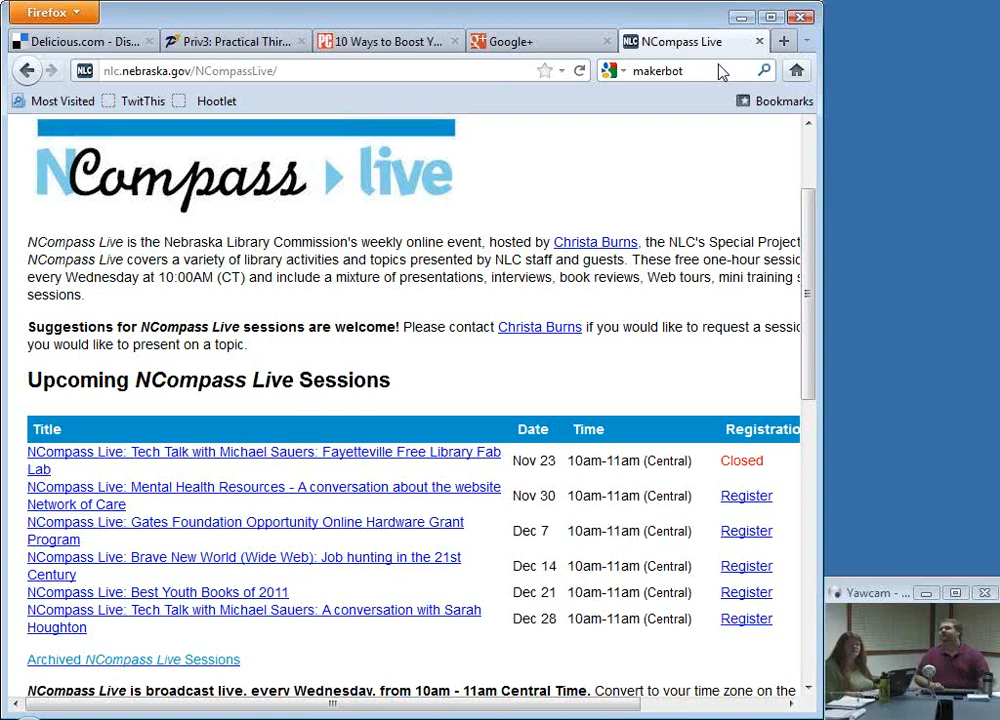 Firefox
Delicious.com - Dis...
Priv3: Practical Thir...
PC 10 Ways to Boost Y...
Google+
NLC NCompass Live
NLC nlc.nebraska.gov/NCompassLive/
makerbot
Most Visited TwitThis Hootlet
Bookmarks
NCompass live
NCompass Live is the Nebraska Library Commission's weekly online event, hosted by Christa Burns, the NLC's Special Project
NCompass Live covers a variety of library activities and topics presented by NLC staff and guests. These free one-hour sessio
every Wednesday at 10:00AM (CT) and include a mixture of presentations, interviews, book reviews, Web tours, mini training s
sessions.
Suggestions for NCompass Live sessions are welcome! Please contact Christa Burns if you would like to request a sessio
you would like to present on a topic.
Upcoming NCompass Live Sessions
Title Date Time Registratio
NCompass Live: Tech Talk with Michael Sauers: Fayetteville Free Library Fab
Lab
Nov 23 10am-11am (Central) Closed
NCompass Live: Mental Health Resources - A conversation about the website
Network of Care
Nov 30 10am-11am (Central) Register
NCompass Live: Gates Foundation Opportunity Online Hardware Grant
Program
Dec 7 10am-11am (Central) Register
NCompass Live: Brave New World (Wide Web): Job hunting in the 21st
Century
Dec 14 10am-11am (Central) Register
NCompass Live: Best Youth Books of 2011 Dec 21 10am-11am (Central) Register
NCompass Live: Tech Talk with Michael Sauers: A conversation with Sarah
Houghton
Dec 28 10am-11am (Central) Register
Archived NCompass Live Sessions
NCompass Live is broadcast live, every Wednesday, from 10am - 11am Central Time. Convert to your time zone on the
Yawcam - ...